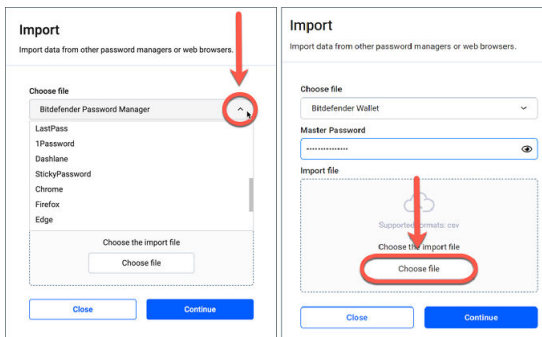 Import
Import data from other password managers or web browsers.
Choose file
Bitdefender Password Manager
LastPass
1Password
Dashlane
StickyPassword
Chrome
Firefox
Edge
Choose the import file
Choose file
Close
Continue
Import
Import data from other password managers or web browsers.
Choose file
Bitdefender Wallet
Master Password
Import file
Supported formats: csv
Choose the import file
Choose file
Close
Continue